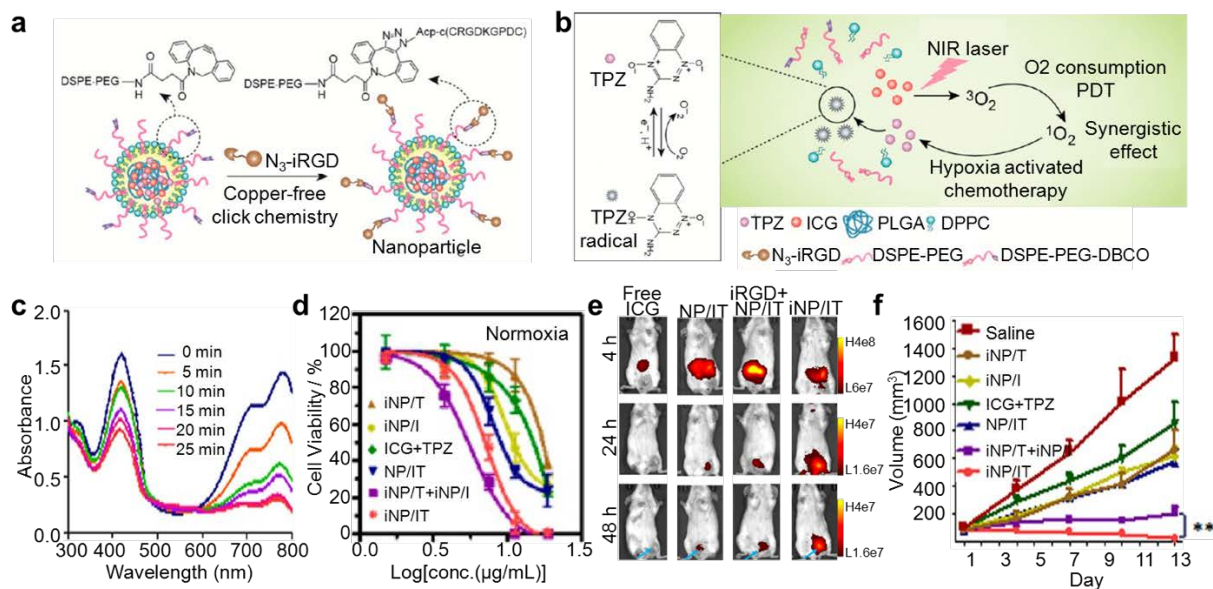 a
Acp-c(CRGDKGPDC)
N
N
N
DSPE-PEG
N
H
O
N
O
DSPE-PEG
N
H
O
N
O
N₃-iRGD
Copper-free
click chemistry
Nanoparticle
b
TPZ
NH₂
e⁻, H⁺
O₂⁻
O₂
TPZ
radical
NH₂
NIR laser
O2 consumption
PDT
³O₂
¹O₂
Synergistic
effect
Hypoxia activated
chemotherapy
TPZ ICG PLGA DPPC
N₃-iRGD DSPE-PEG DSPE-PEG-DBCO
c
Absorbance
2.0
1.5
1.0
0.5
0.0
300 400 500 600 700 800
Wavelength (nm)
0 min
5 min
10 min
15 min
20 min
25 min
d
Cell Viability / %
120
100
80
60
40
20
0
0.0 0.5 1.0 1.5
Log[conc.(μg/mL)]
Normoxia
iNP/T
iNP/I
ICG+TPZ
NP/IT
iNP/T+iNP/I
iNP/IT
e
Free
ICG
NP/IT
iRGD+
NP/IT
iNP/IT
4 h
24 h
48 h
H4e8
L6e7
H4e7
L1.6e7
H4e7
L1.6e7
f
Volume (mm³)
1600
1400
1200
1000
800
600
400
200
1 3 5 7 9 11 13
Day
Saline
iNP/T
iNP/I
ICG+TPZ
NP/IT
iNP/T+iNP/I
iNP/IT
**